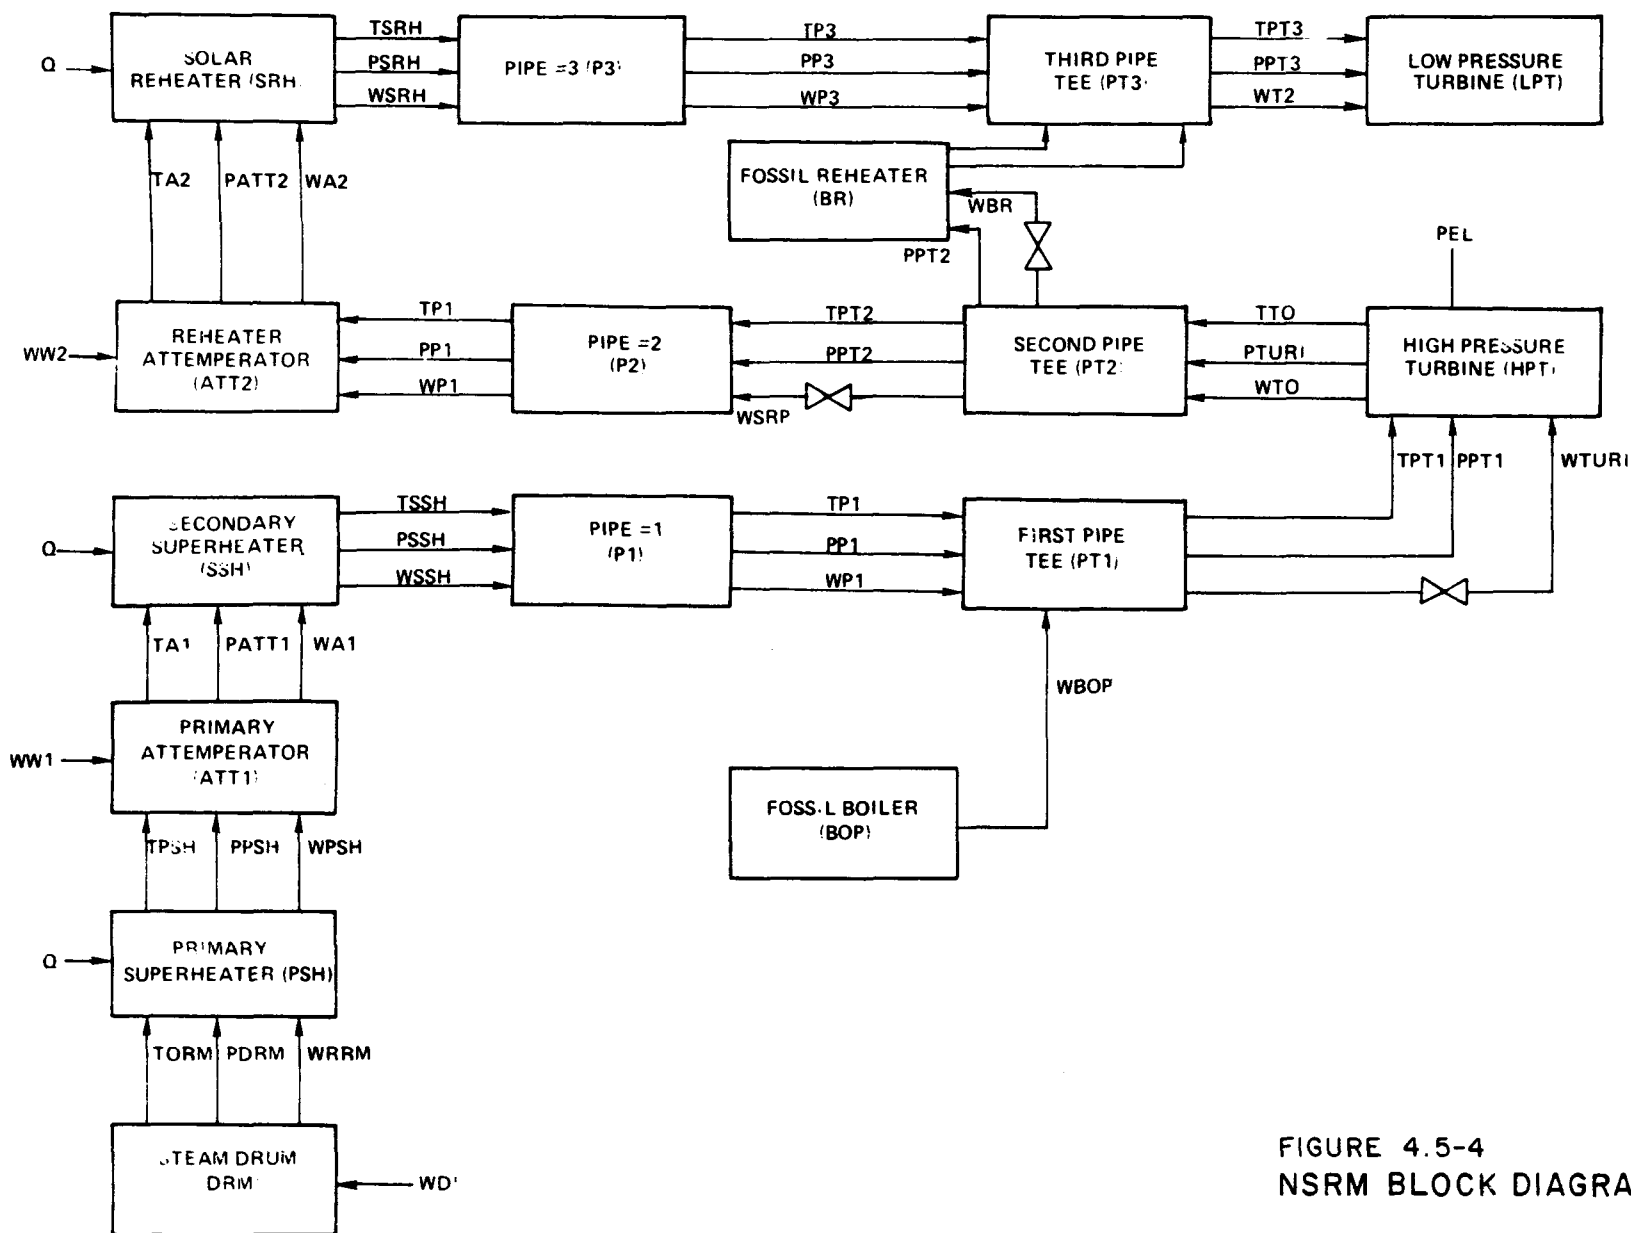 TSRH
TP3
TPT3
SOLAR
REHEATER (SRH
Q
PSRH
PIPE =3 (P3)
PP3
THIRD PIPE
TEE (PT3)
PPT3
LOW PRESSURE
TURBINE (LPT)
WSRH
WP3
WT2
TA2
PATT2
WA2
FOSSIL REHEATER
(BR)
WBR
PPT2
PEL
TP1
TPT2
TTO
WW2
REHEATER
ATTEMPERATOR
(ATT2)
PP1
PIPE =2
(P2)
PPT2
SECOND PIPE
TEE (PT2)
PTURI
HIGH PRESSURE
TURBINE (HPT)
WP1
WSRP
WTO
TPT1
PPT1
WTURI
TSSH
TP1
Q
SECONDARY
SUPERHEATER
(SSH)
PSSH
PIPE =1
(P1)
PP1
FIRST PIPE
TEE (PT1)
WSSH
WP1
TA1
PATT1
WA1
WBOP
WW1
PRIMARY
ATTEMPERATOR
(ATT1)
FOSSIL BOILER
(BOP)
TPSH
PPSH
WPSH
Q
PRIMARY
SUPERHEATER (PSH)
TORM
PDRM
WRRM
STEAM DRUM
DRM
WD'
FIGURE 4.5-4
NSRM BLOCK DIAGRA